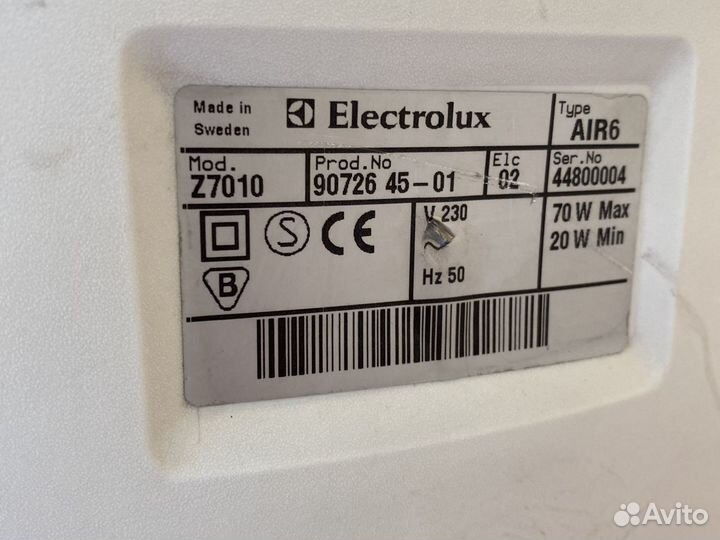 Made in
Sweden
Electrolux
Type
AIR6
Mod.
Z7010
Prod.No
90726 45-01
Elc
02
Ser.No
44800004
S
CE
B
V 230
~
Hz 50
70 W Max
20 W Min
Avito